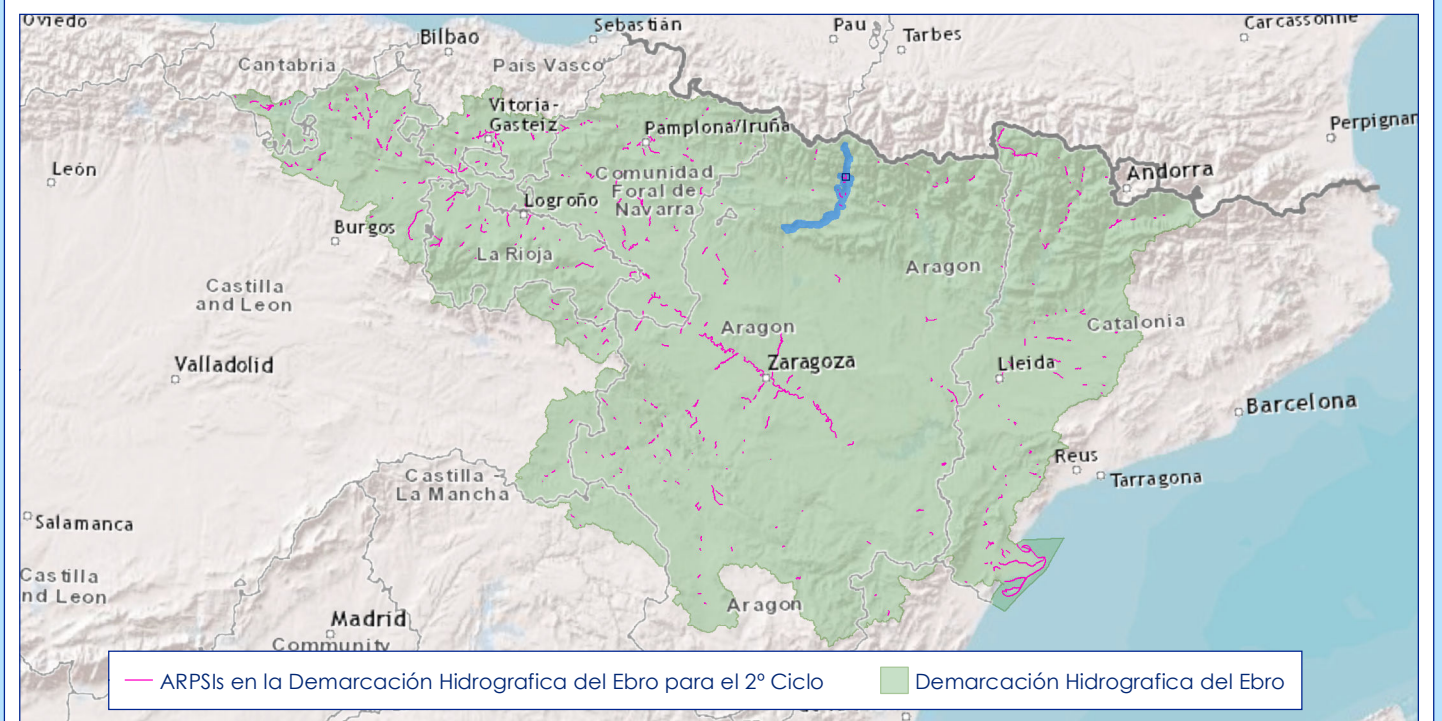 Oviedo
Sebastián
Pau
Tarbes
Carcassonne
Bilbao
Cantabria
Pais Vasco
Vitoria-
Gasteiz
Pamplona/Iruña
Perpignan
León
Andorra
Comunidad
Foral de
Navarra
Logroño
Burgos
La Rioja
Aragon
Castilla
and Leon
Aragon
Catalonia
Valladolid
Zaragoza
Lleida
Barcelona
Reus
Tarragona
Castilla
La Mancha
Salamanca
Castilla
nd Leon
Aragon
Madrid
Community
ARPSIs en la Demarcación Hidrografica del Ebro para el 2º Ciclo
Demarcación Hidrografica del Ebro